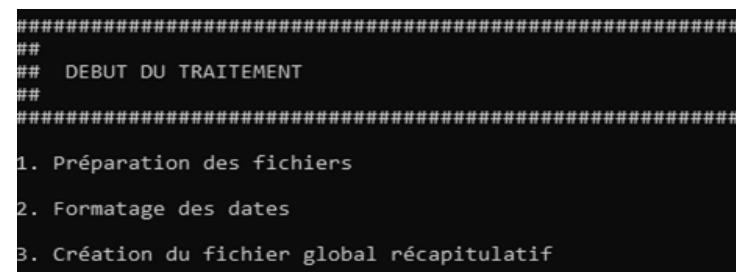 ###########################################################
##
## DEBUT DU TRAITEMENT
##
###########################################################
1. Préparation des fichiers
2. Formatage des dates
3. Création du fichier global récapitulatif